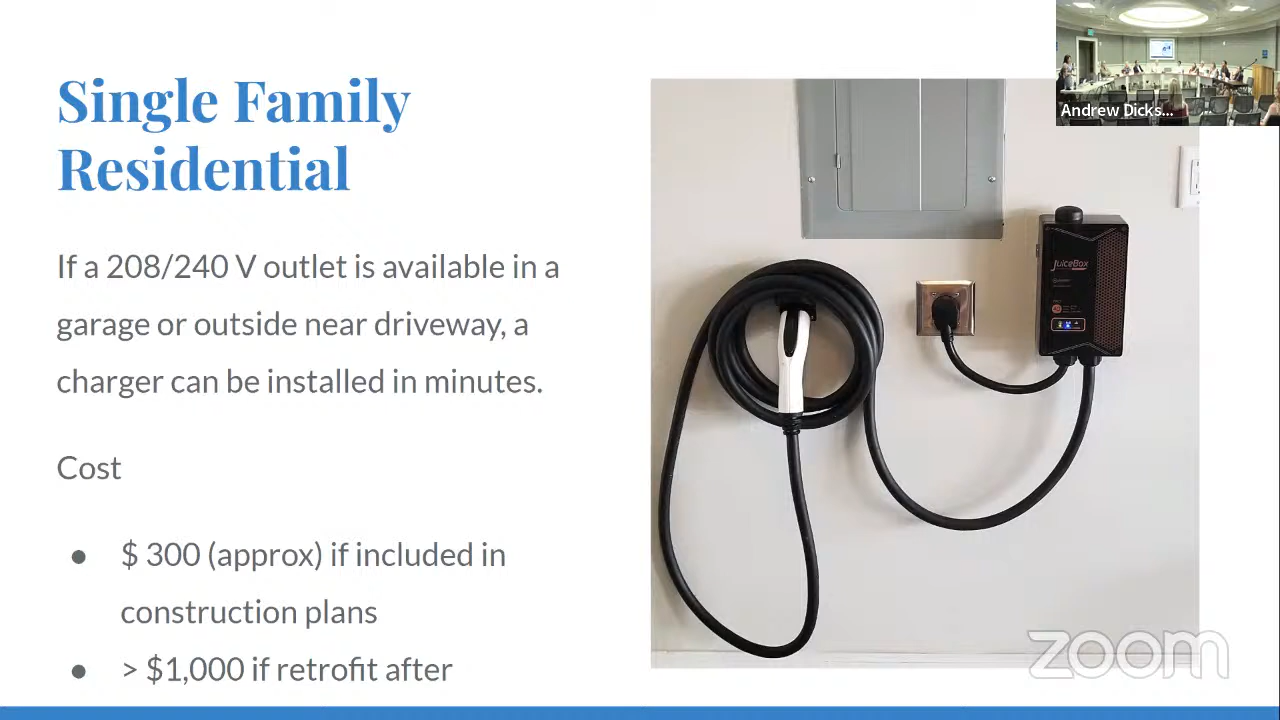 Single Family
Residential
If a 208/240 V outlet is available in a
garage or outside near driveway, a
charger can be installed in minutes.
Cost
● $ 300 (approx) if included in
construction plans
● > $1,000 if retrofit after
Andrew Dicks...
JuiceBox
zoom